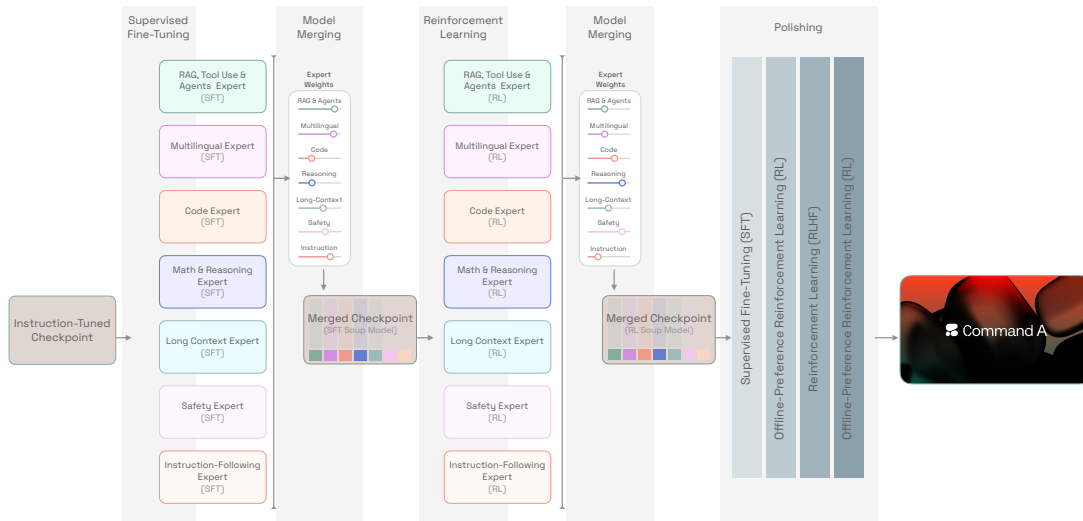 Supervised
Fine-Tuning
Model
Merging
Reinforcement
Learning
Model
Merging
Polishing
Instruction-Tuned
Checkpoint
RAG, Tool Use &
Agents Expert
(SFT)
Multilingual Expert
(SFT)
Code Expert
(SFT)
Math & Reasoning
Expert
(SFT)
Long Context Expert
(SFT)
Safety Expert
(SFT)
Instruction-Following
Expert
(SFT)
Expert
Weights
RAG & Agents
Multilingual
Code
Reasoning
Long-Context
Safety
Instruction
Merged Checkpoint
(SFT Soup Model)
RAG, Tool Use &
Agents Expert
(RL)
Multilingual Expert
(RL)
Code Expert
(RL)
Math & Reasoning
Expert
(RL)
Long Context Expert
(RL)
Safety Expert
(RL)
Instruction-Following
Expert
(RL)
Expert
Weights
RAG & Agents
Multilingual
Code
Reasoning
Long-Context
Safety
Instruction
Merged Checkpoint
(RL Soup Model)
Supervised Fine-Tuning (SFT)
Offline-Preference Reinforcement Learning (RL)
Reinforcement Learning (RLHF)
Offline-Preference Reinforcement Learning (RL)
Command A